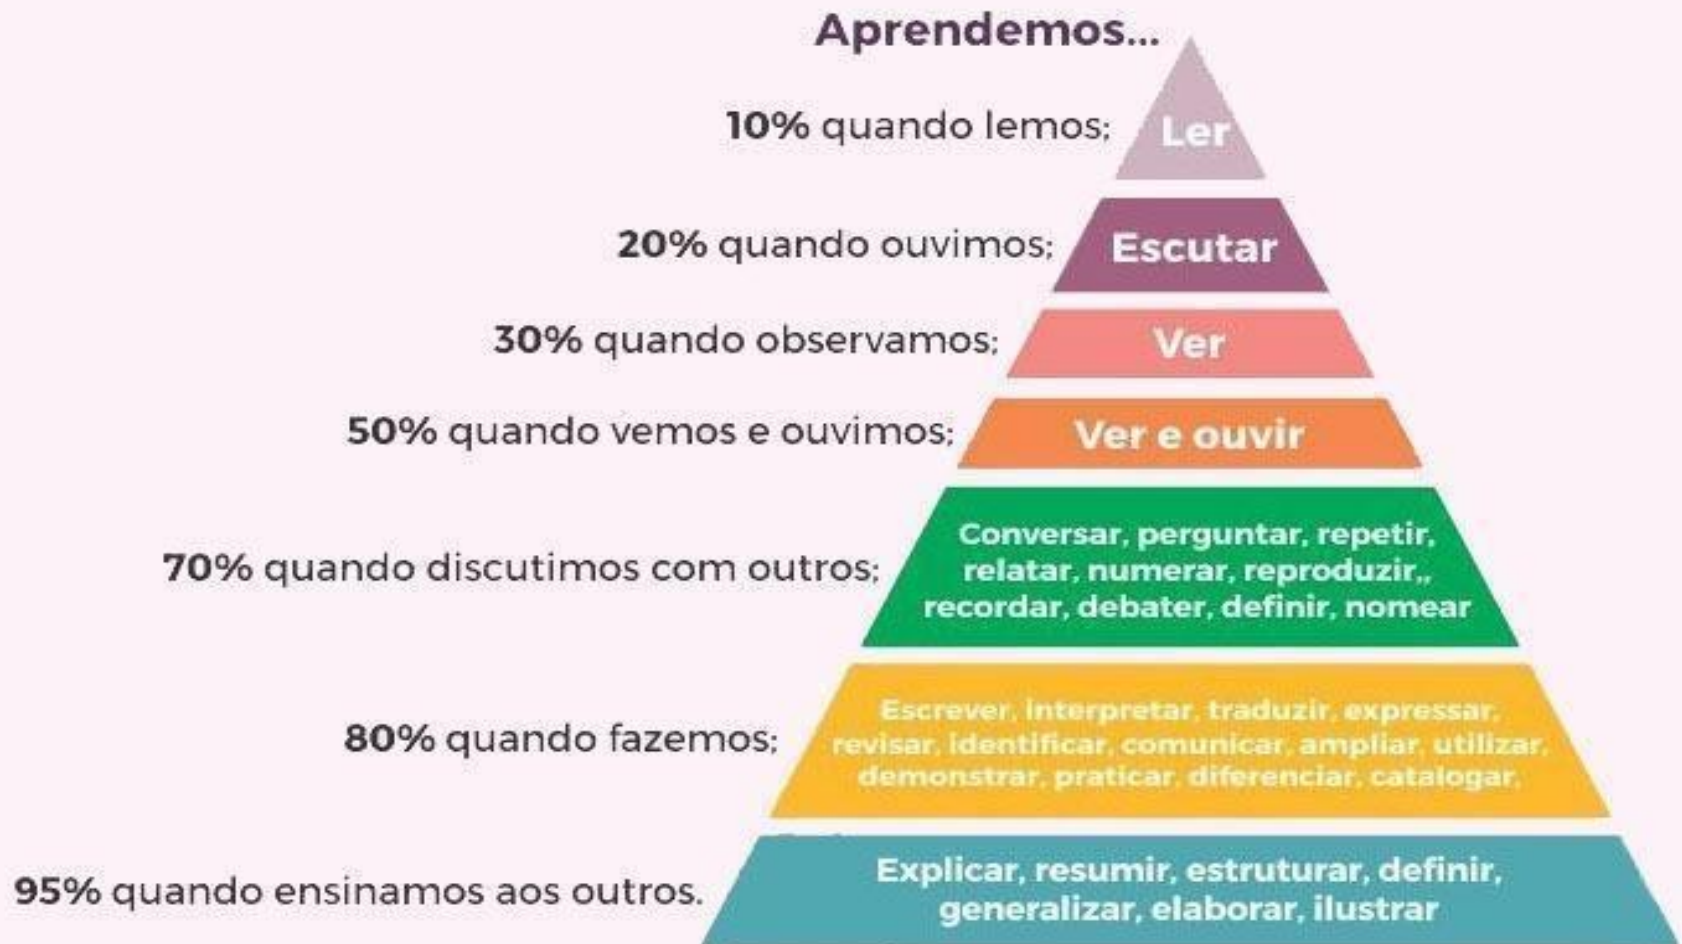 Aprendemos...
10% quando lemos;
Ler
20% quando ouvimos;
Escutar
30% quando observamos;
Ver
50% quando vemos e ouvimos;
Ver e ouvir
70% quando discutimos com outros;
Conversar, perguntar, repetir,
relatar, numerar, reproduzir,,
recordar, debater, definir, nomear
80% quando fazemos;
Escrever, interpretar, traduzir, expressar,
revisar, identificar, comunicar, ampliar, utilizar,
demonstrar, praticar, diferenciar, catalogar,
95% quando ensinamos aos outros.
Explicar, resumir, estruturar, definir,
generalizar, elaborar, ilustrar